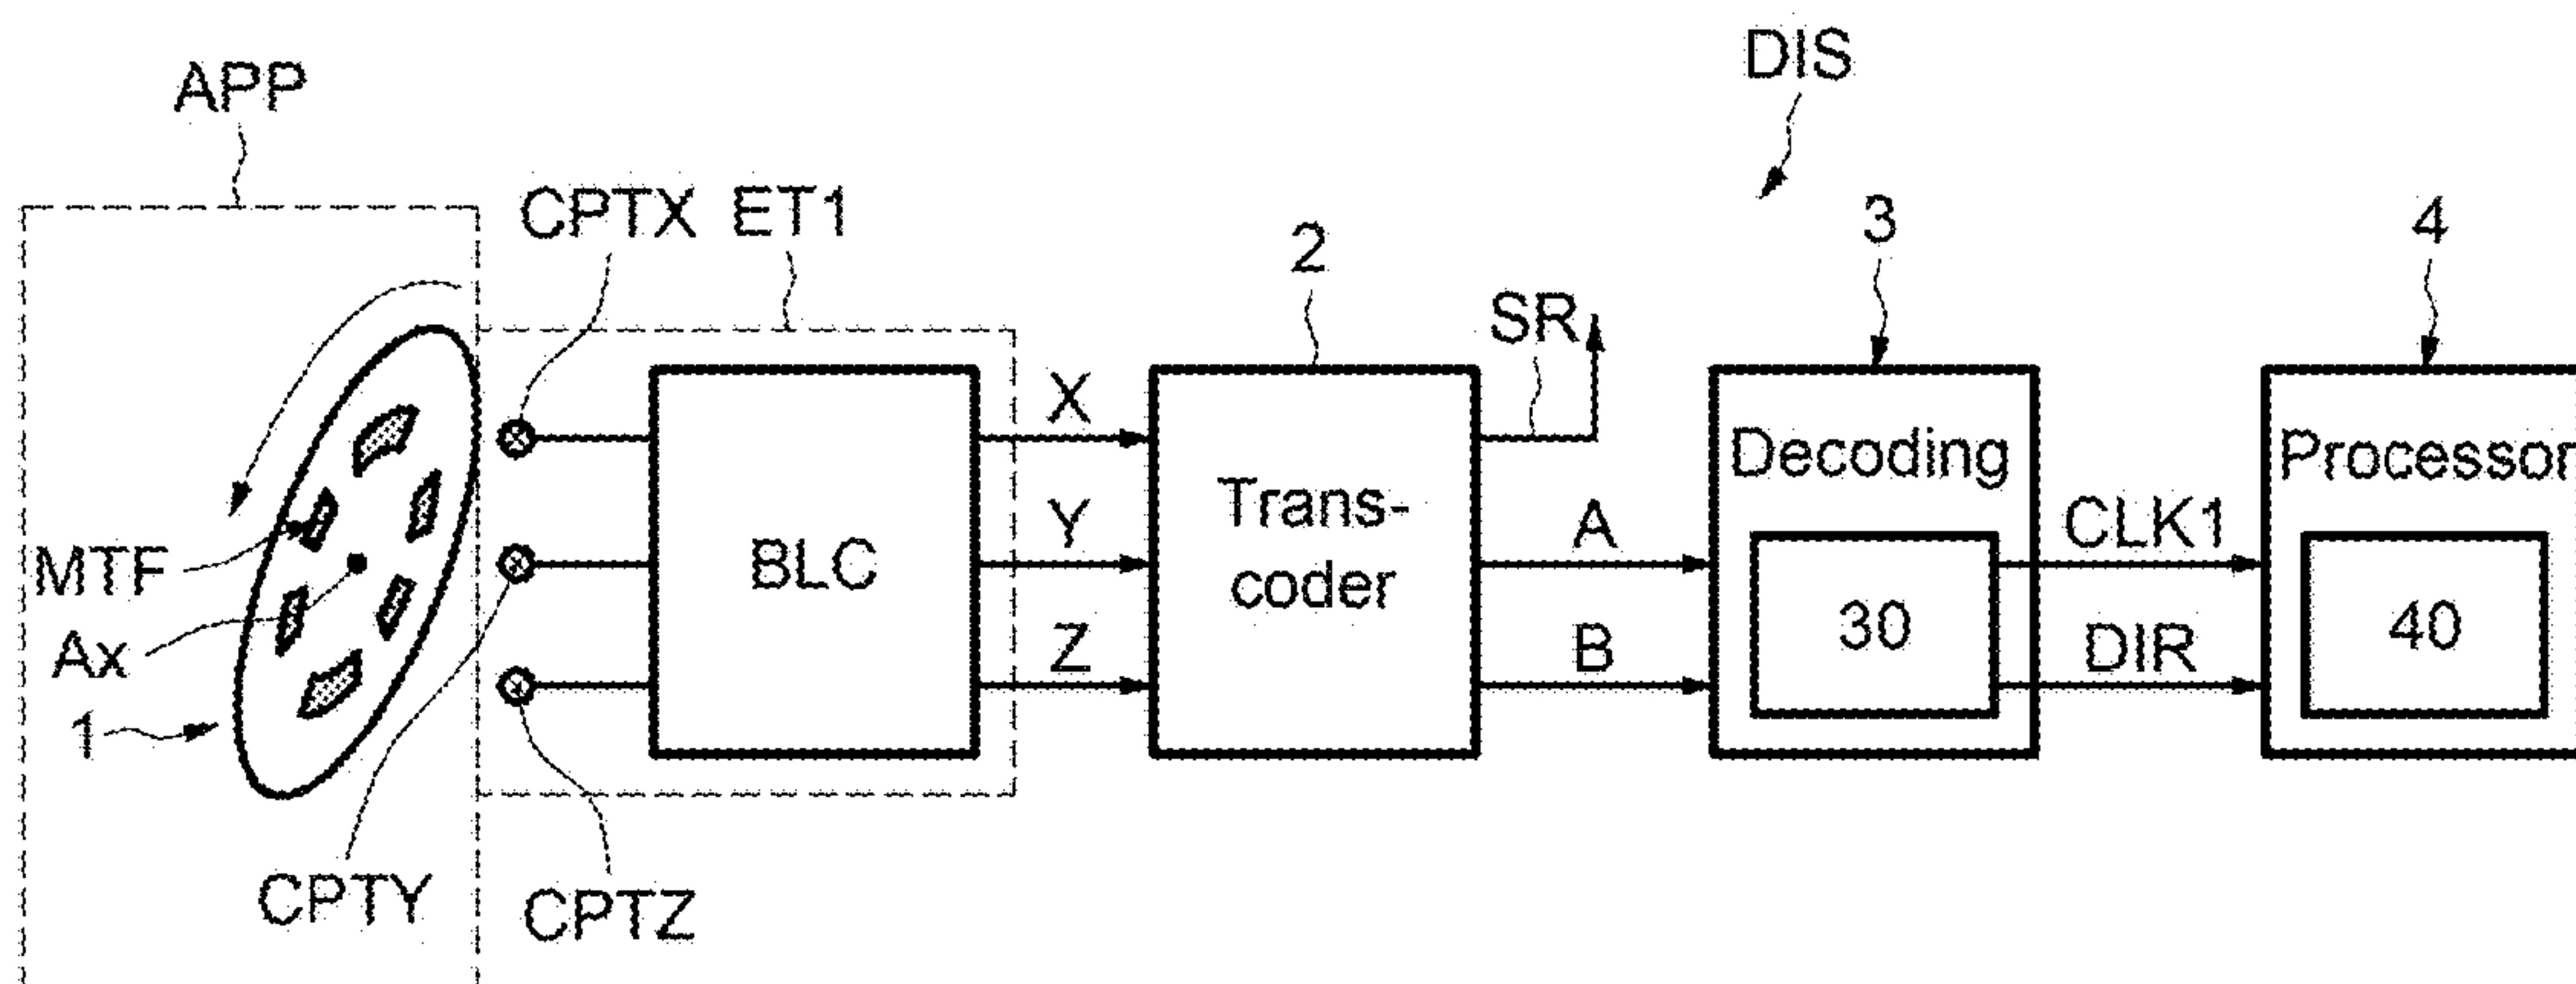 DIS
APP
CPTX
ET1
2
3
4
SR
X
Y
Z
BLC
Trans-
coder
A
B
Decoding
30
CLK1
DIR
Processor
40
MTF
Ax
1
CPTY
CPTZ